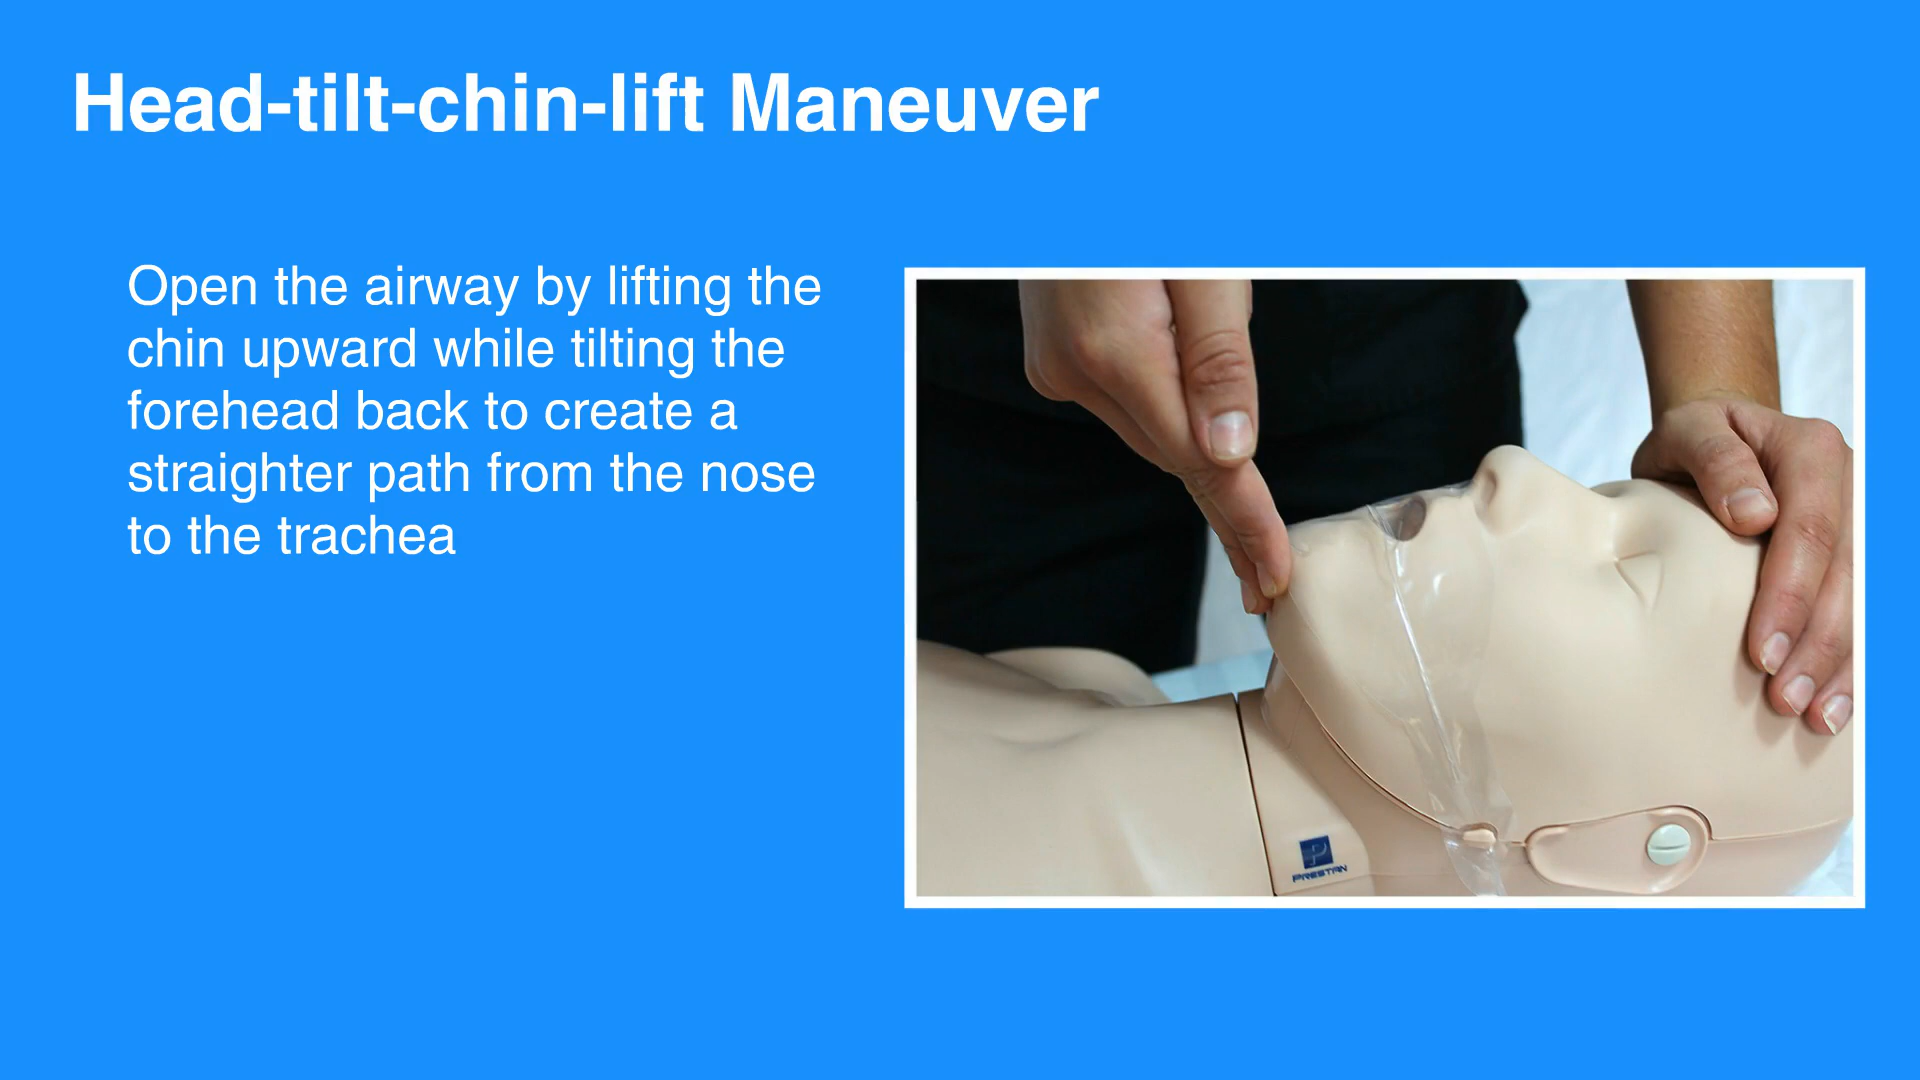 Head-tilt-chin-lift Maneuver
Open the airway by lifting the
chin upward while tilting the
forehead back to create a
straighter path from the nose
to the trachea
PRESTAN